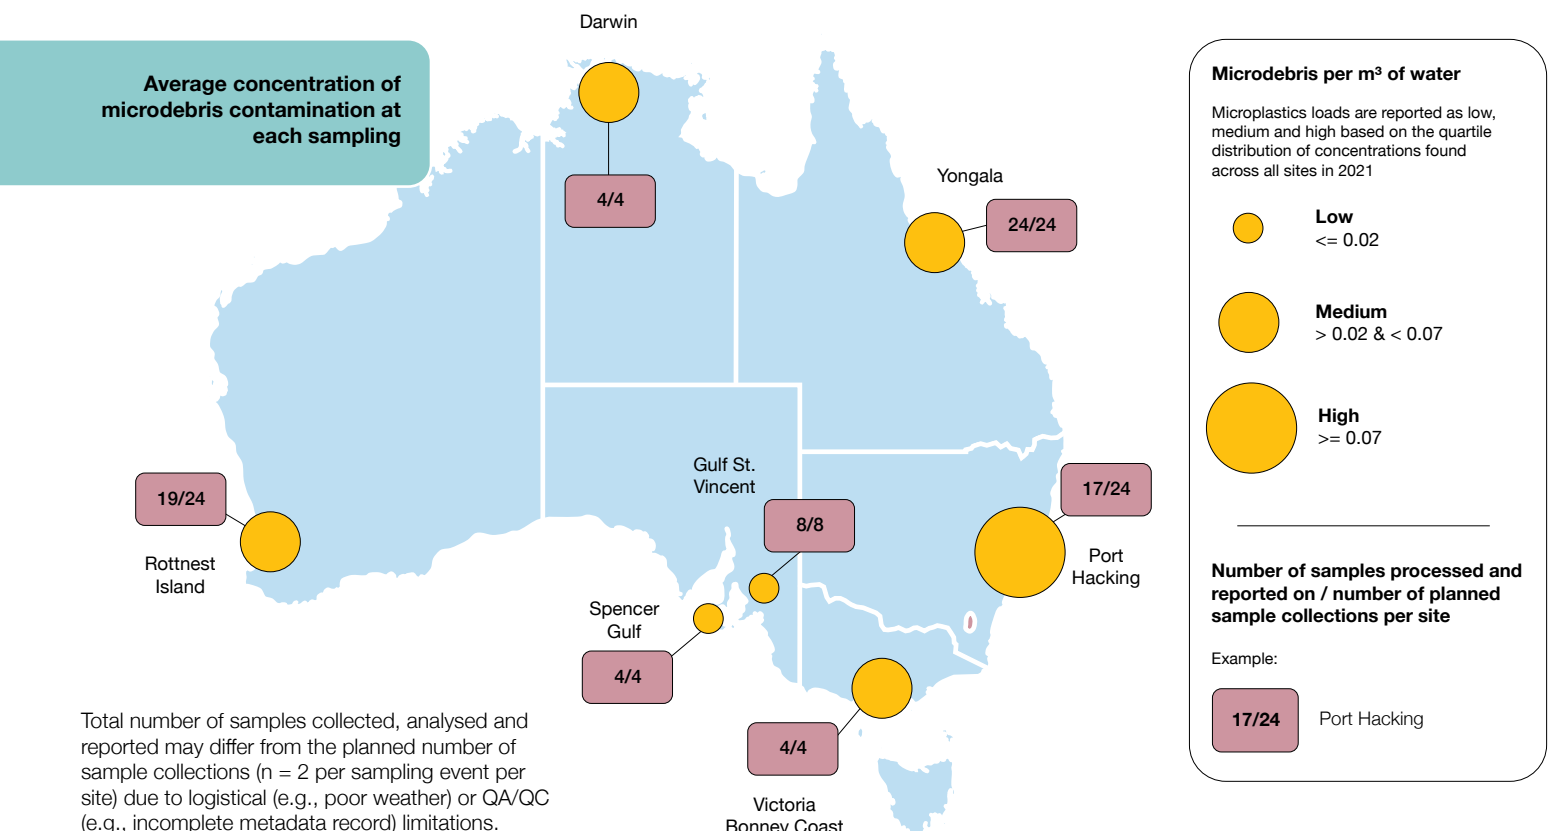 Darwin
Average concentration of
microdebris contamination at
each sampling
4/4
Yongala
24/24
Gulf St.
Vincent
8/8
19/24
Rottnest
Island
17/24
Port
Hacking
Spencer
Gulf
4/4
4/4
Victoria
Bonney Coast
Total number of samples collected, analysed and
reported may differ from the planned number of
sample collections (n = 2 per sampling event per
site) due to logistical (e.g., poor weather) or QA/QC
(e.g., incomplete metadata record) limitations.
Microdebris per m³ of water
Microplastics loads are reported as low,
medium and high based on the quartile
distribution of concentrations found
across all sites in 2021
Low
<= 0.02
Medium
> 0.02 & < 0.07
High
>= 0.07
Number of samples processed and
reported on / number of planned
sample collections per site
Example:
17/24 Port Hacking